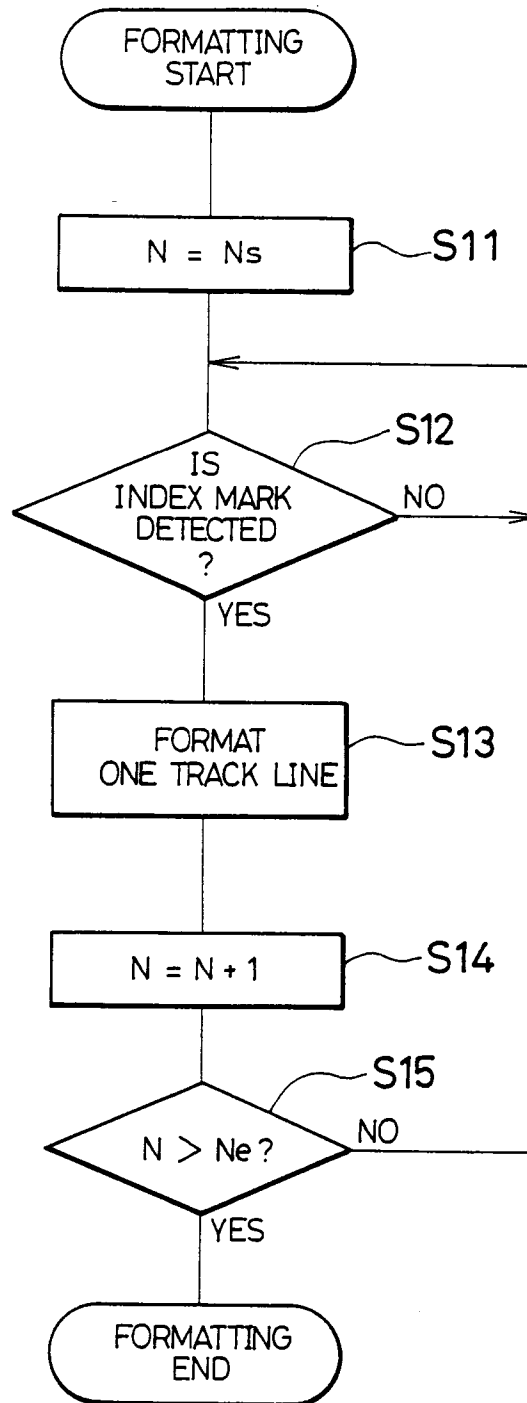 FORMATTING
START
N = Ns
S11
S12
IS
INDEX MARK
DETECTED
?
NO
YES
FORMAT
ONE TRACK LINE
S13
N = N + 1
S14
S15
N > Ne?
NO
YES
FORMATTING
END